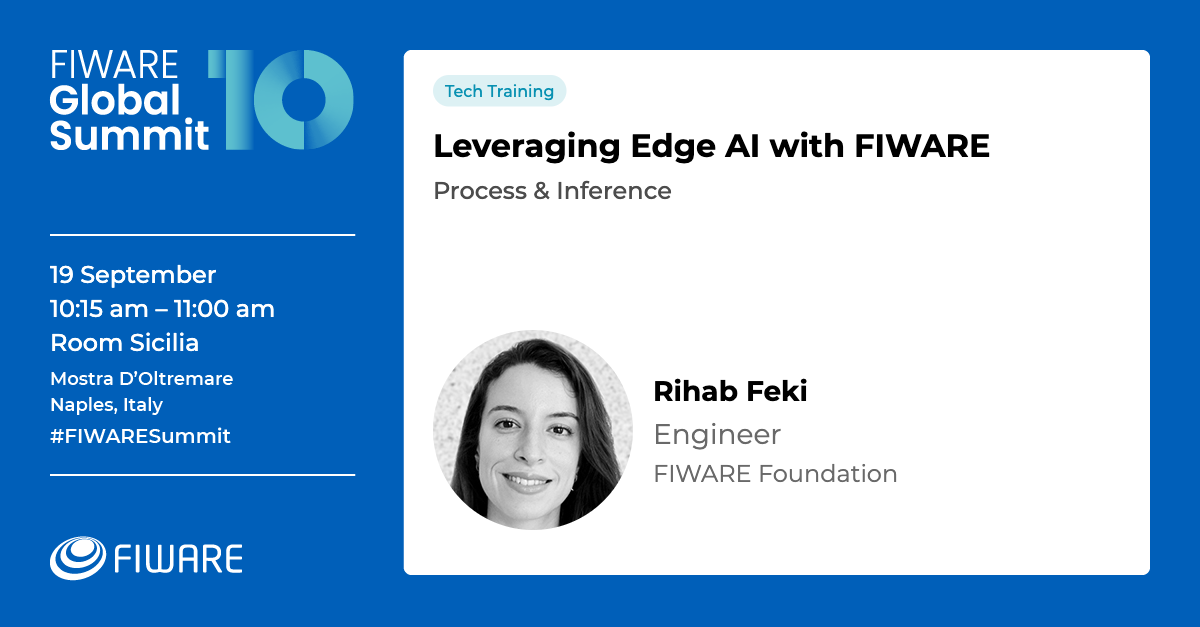 FIWARE
Global
Summit 10
19 September
10:15 am – 11:00 am
Room Sicilia
Mostra D’Oltremare
Naples, Italy
#FIWARESummit
FIWARE
Tech Training
Leveraging Edge AI with FIWARE
Process & Inference
Rihab Feki
Engineer
FIWARE Foundation